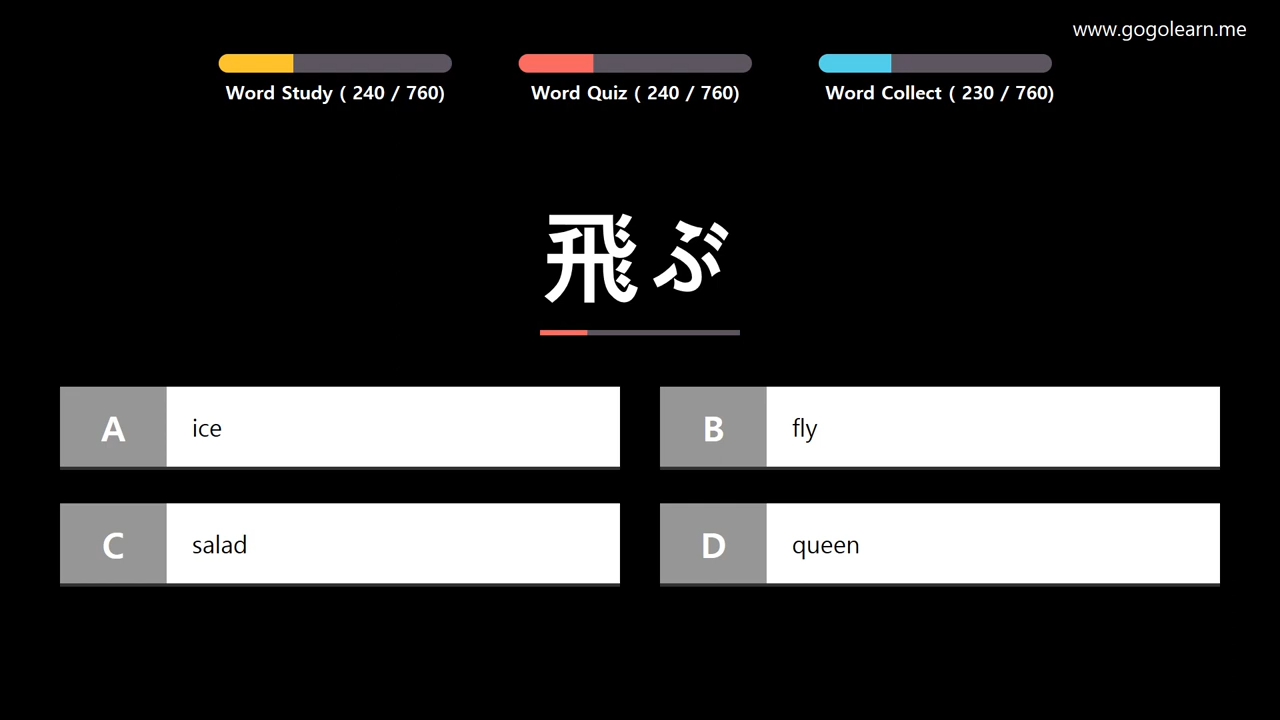 www.gogolearn.me
Word Study ( 240 / 760)
Word Quiz ( 240 / 760)
Word Collect ( 230 / 760)
飛ぶ
A ice
B fly
C salad
D queen